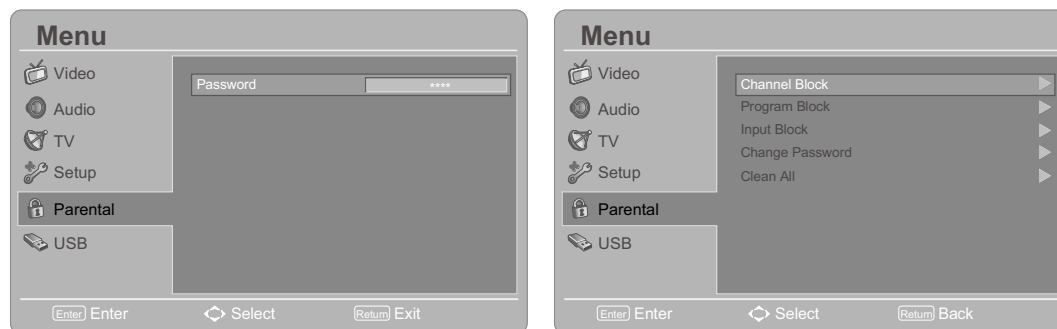 Menu
Video
Audio
TV
Setup
Parental
USB
Password ****
Enter Enter Select Return Exit
Menu
Video
Audio
TV
Setup
Parental
USB
Channel Block
Program Block
Input Block
Change Password
Clean All
Enter Enter Select Return Back